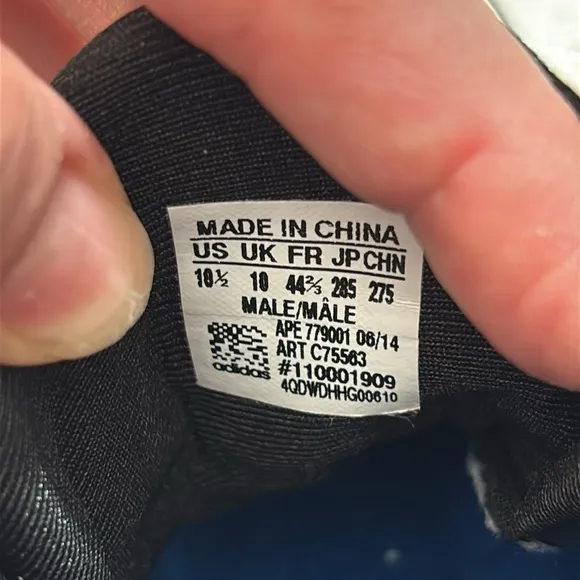 MADE IN CHINA
US UK FR JP CHN
10½ 10 44⅔ 285 275
MALE/MÂLE
APE 779001 06/14
ART C75563
adidas #110001909
4QDWDHHG00610